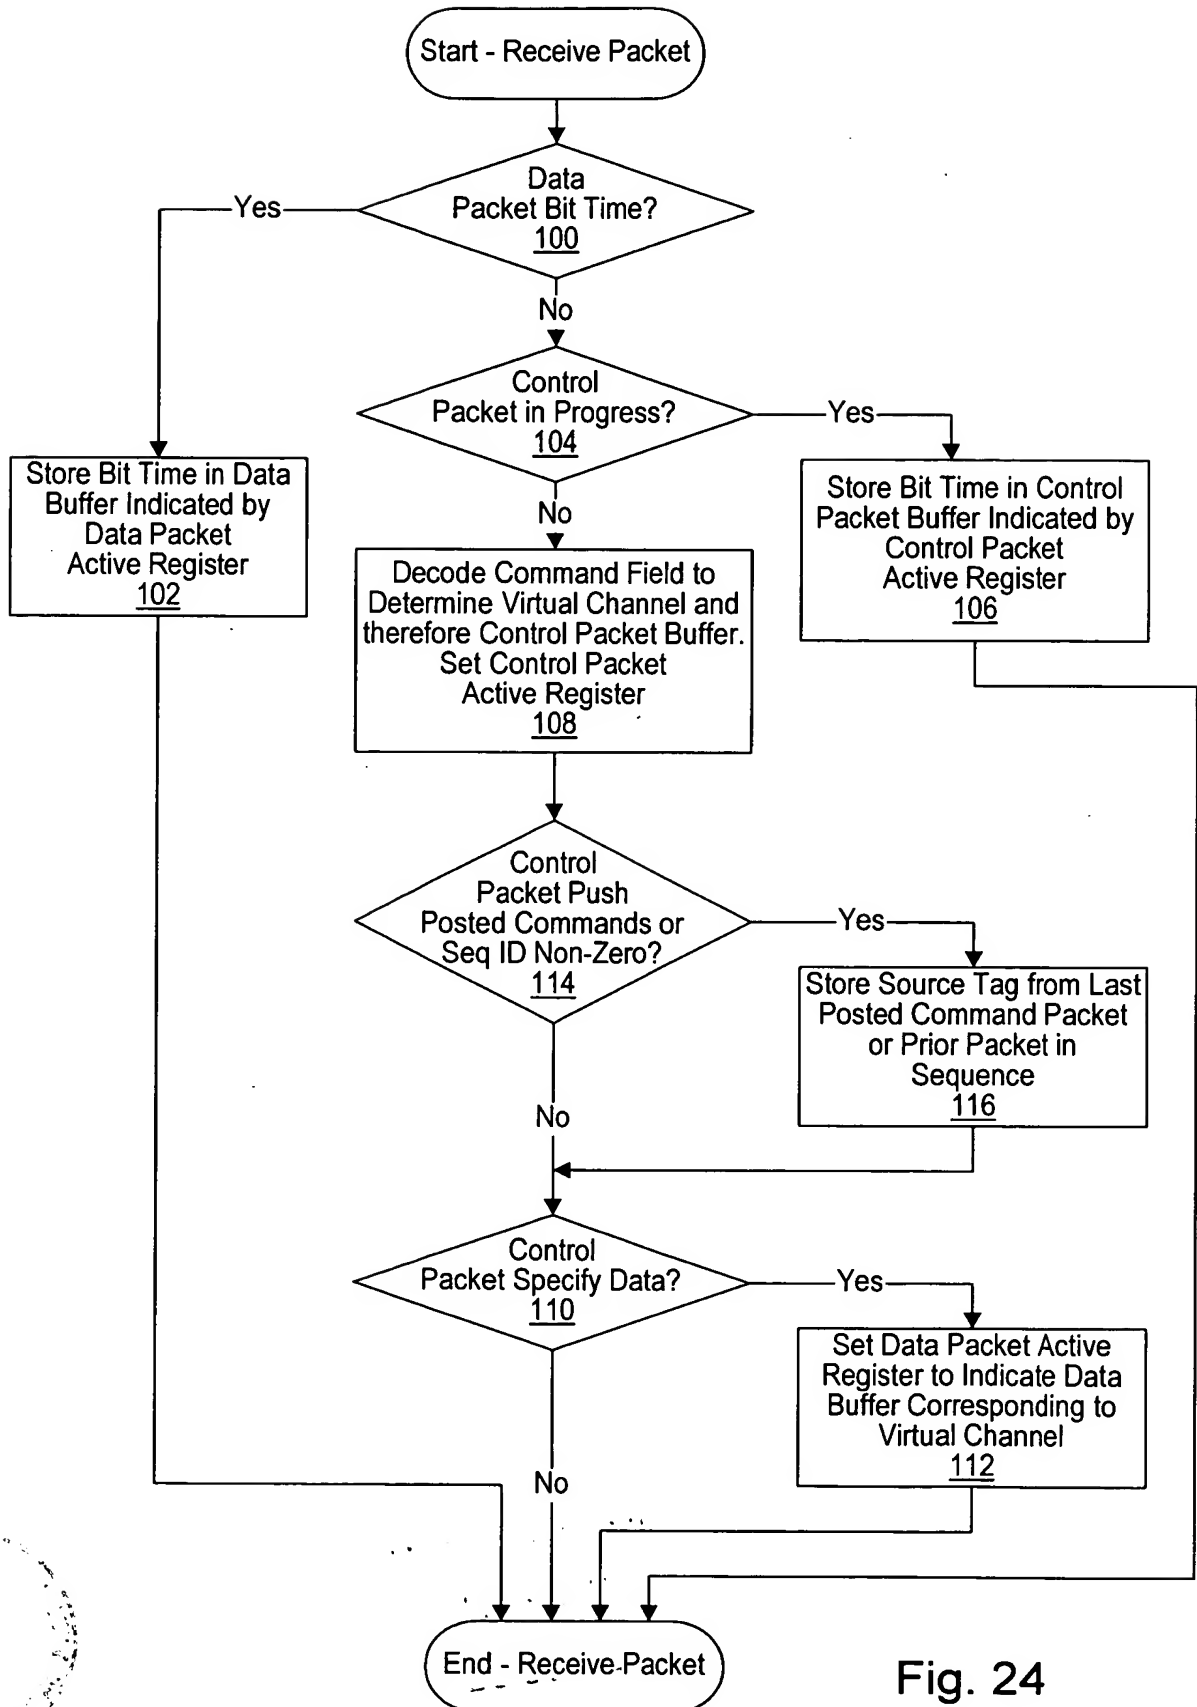 Start - Receive Packet
Data
Packet Bit Time?
100
Yes
No
Control
Packet in Progress?
104
Yes
No
Store Bit Time in Data
Buffer Indicated by
Data Packet
Active Register
102
Store Bit Time in Control
Packet Buffer Indicated by
Control Packet
Active Register
106
Decode Command Field to
Determine Virtual Channel and
therefore Control Packet Buffer.
Set Control Packet
Active Register
108
Control
Packet Push
Posted Commands or
Seq ID Non-Zero?
114
Yes
Store Source Tag from Last
Posted Command Packet
or Prior Packet in
Sequence
116
No
Control
Packet Specify Data?
110
Yes
Set Data Packet Active
Register to Indicate Data
Buffer Corresponding to
Virtual Channel
112
No
End - Receive Packet
Fig. 24